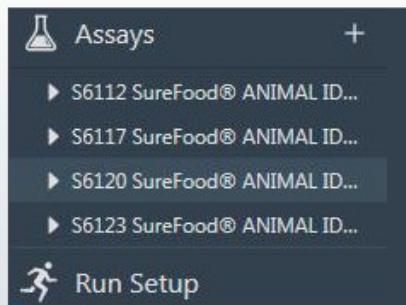 Assays +
S6112 SureFood® ANIMAL ID...
S6117 SureFood® ANIMAL ID...
S6120 SureFood® ANIMAL ID...
S6123 SureFood® ANIMAL ID...
Run Setup